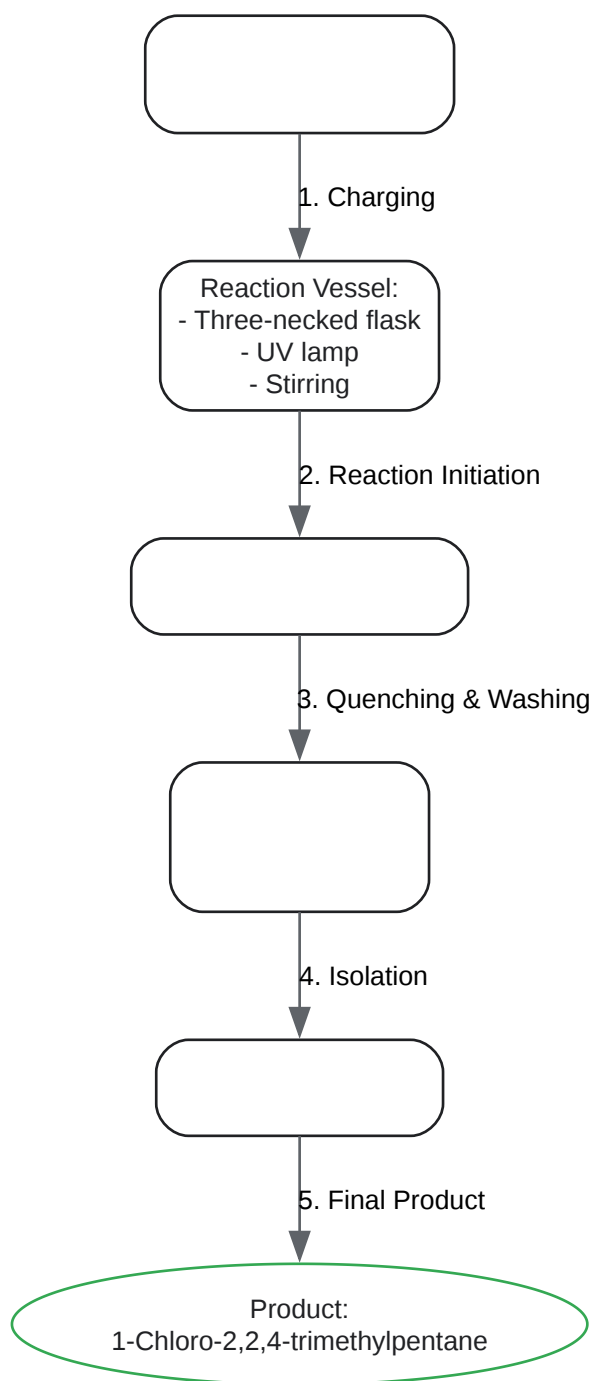 1. Charging
Reaction Vessel:
- Three-necked flask
- UV lamp
- Stirring
2. Reaction Initiation
3. Quenching & Washing
4. Isolation
5. Final Product
Product:
1-Chloro-2,2,4-trimethylpentane